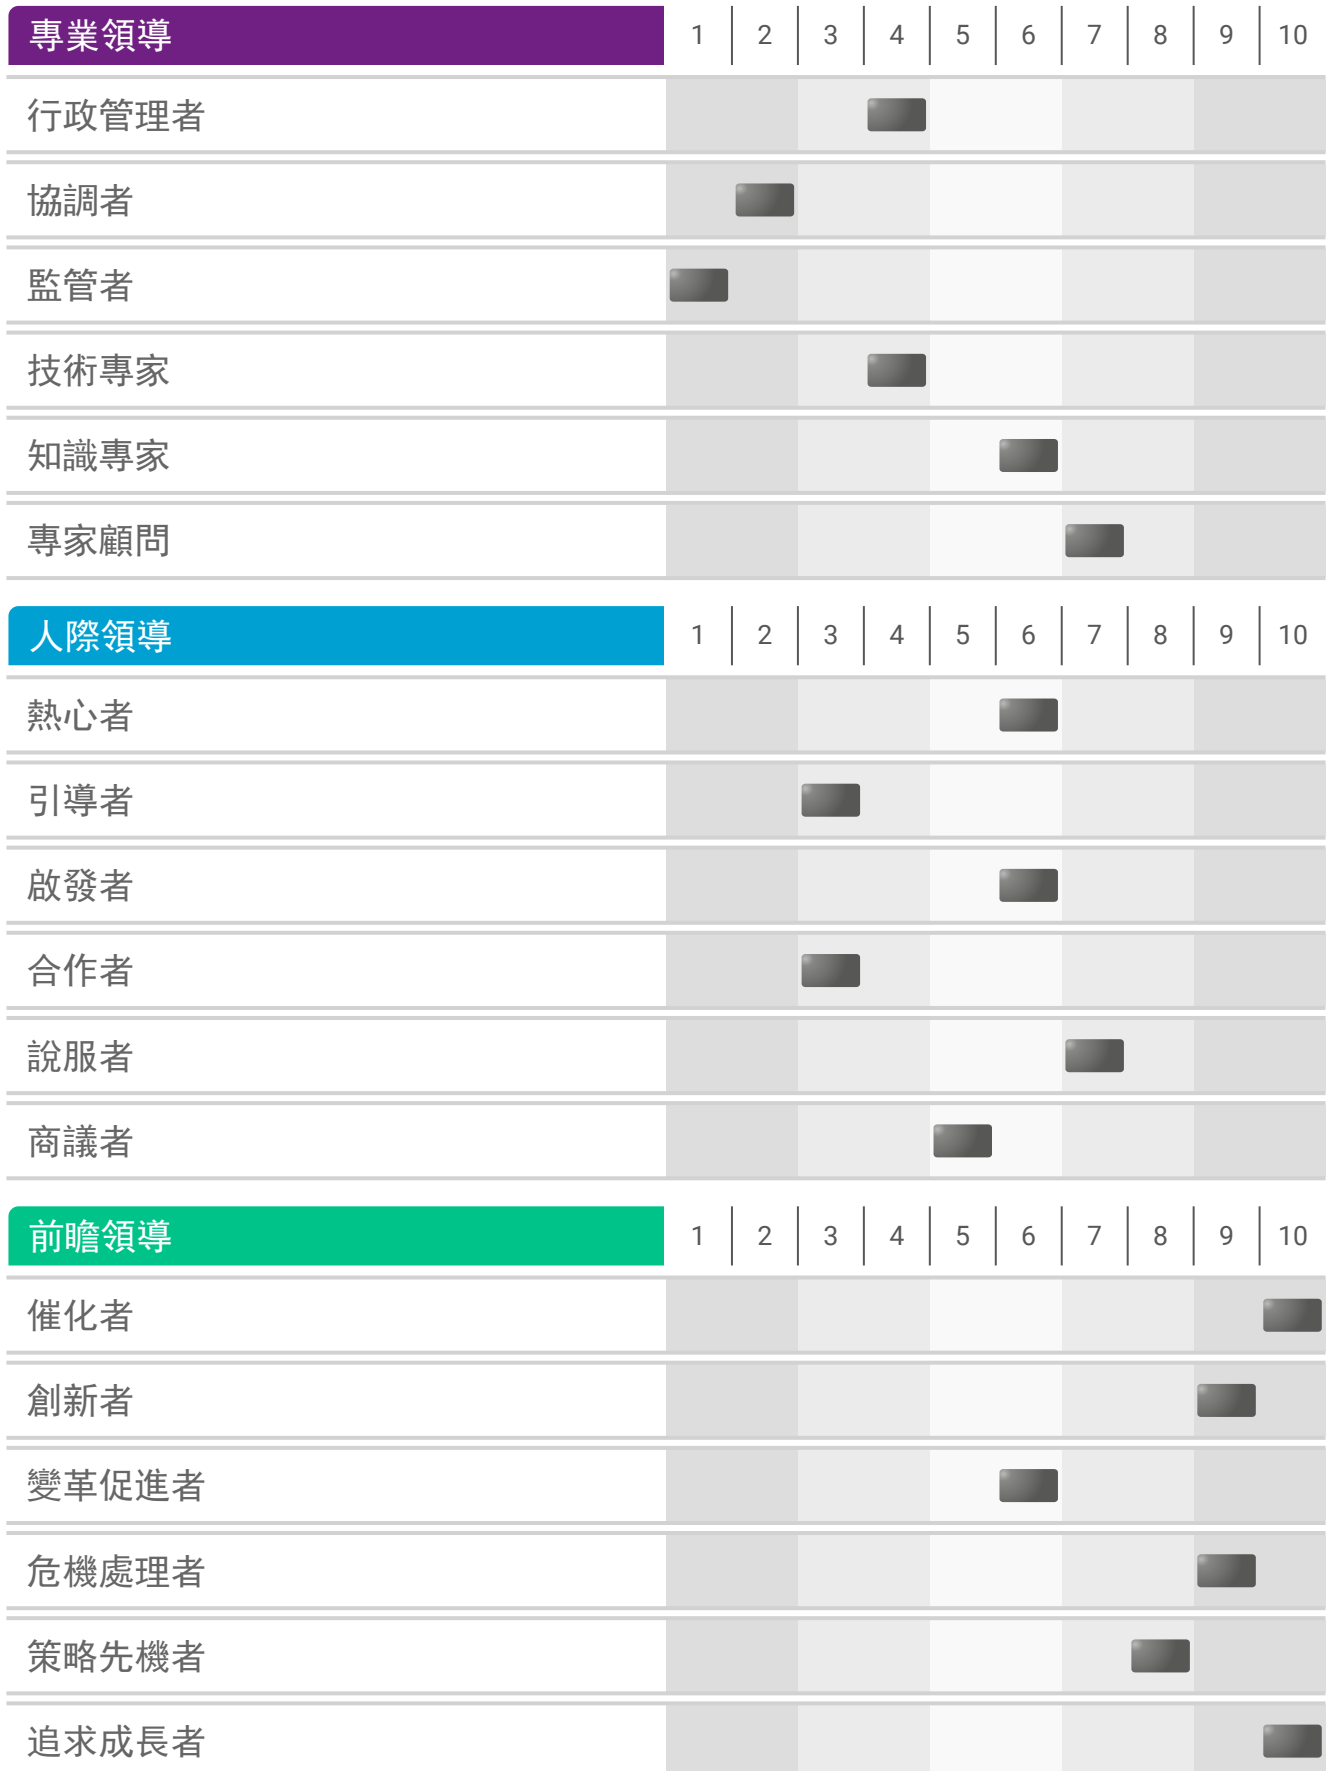 專業領導 1 2 3 4 5 6 7 8 9 10
行政管理者
協調者
監管者
技術專家
知識專家
專家顧問
人際領導 1 2 3 4 5 6 7 8 9 10
熱心者
引導者
啟發者
合作者
說服者
商議者
前瞻領導 1 2 3 4 5 6 7 8 9 10
催化者
創新者
變革促進者
危機處理者
策略先機者
追求成長者